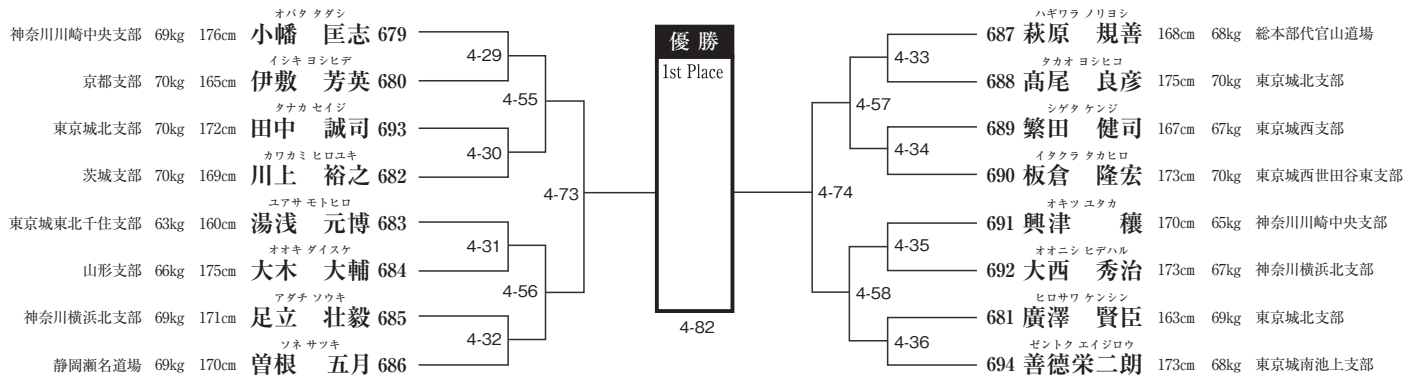 オバタ タダシ
神奈川川崎中央支部 69kg 176cm 小幡 匡志 679
イシキ ヨシヒデ
京都支部 70kg 165cm 伊敷 芳英 680
タナカ セイジ
東京城北支部 70kg 172cm 田中 誠司 693
カワカミ ヒロユキ
茨城支部 70kg 169cm 川上 裕之 682
ユアサ モトヒロ
東京城東北千住支部 63kg 160cm 湯浅 元博 683
オオキ ダイスケ
山形支部 66kg 175cm 大木 大輔 684
アダチ ソウキ
神奈川横浜北支部 69kg 171cm 足立 壮毅 685
ソネ サツキ
静岡瀬名道場 69kg 170cm 曽根 五月 686
4-29
4-30
4-31
4-32
4-55
4-56
4-73
優勝
1st Place
4-82
4-74
4-57
4-58
4-33
4-34
4-35
4-36
ハギワラ ノリヨシ
687 萩原 規善 168cm 68kg 総本部代官山道場
タカオ ヨシヒコ
688 髙尾 良彦 175cm 70kg 東京城北支部
シゲタ ケンジ
689 繁田 健司 167cm 67kg 東京城西支部
イタクラ タカヒロ
690 板倉 隆宏 173cm 70kg 東京城西世田谷東支部
オキツ ユタカ
691 興津 穰 170cm 65kg 神奈川川崎中央支部
オオニシ ヒデハル
692 大西 秀治 173cm 67kg 神奈川横浜北支部
ヒロサワ ケンシン
681 廣澤 賢臣 163cm 69kg 東京城北支部
ゼントク エイジロウ
694 善德栄二朗 173cm 68kg 東京城南池上支部